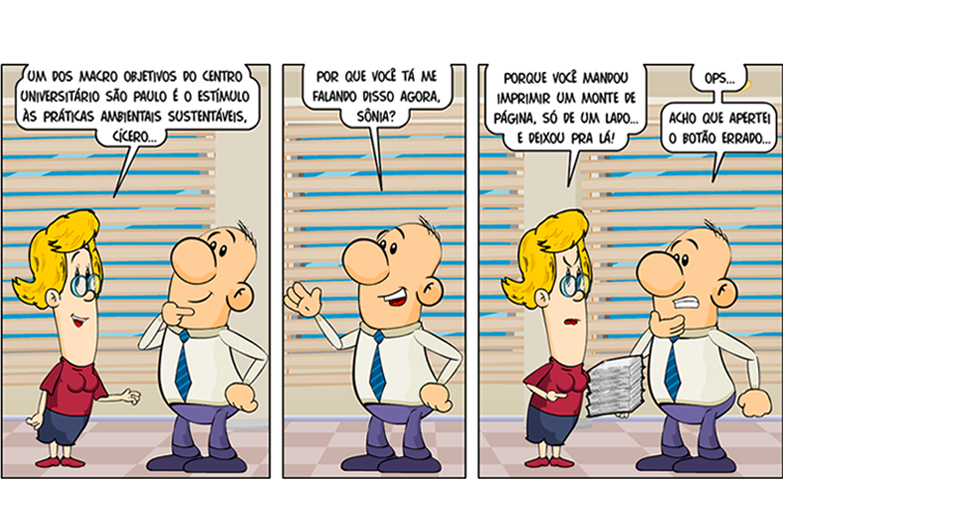 UM DOS MACRO OBJETIVOS DO CENTRO
UNIVERSITÁRIO SÃO PAULO É O ESTÍMULO
ÀS PRÁTICAS AMBIENTAIS SUSTENTÁVEIS,
CÍCERO...
POR QUE VOCÊ TÁ ME
FALANDO DISSO AGORA,
SÔNIA?
PORQUE VOCÊ MANDOU
IMPRIMIR UM MONTE DE
PÁGINA, SÓ DE UM LADO...
E DEIXOU PRA LÁ!
OPS...
ACHO QUE APERTEI
O BOTÃO ERRADO...